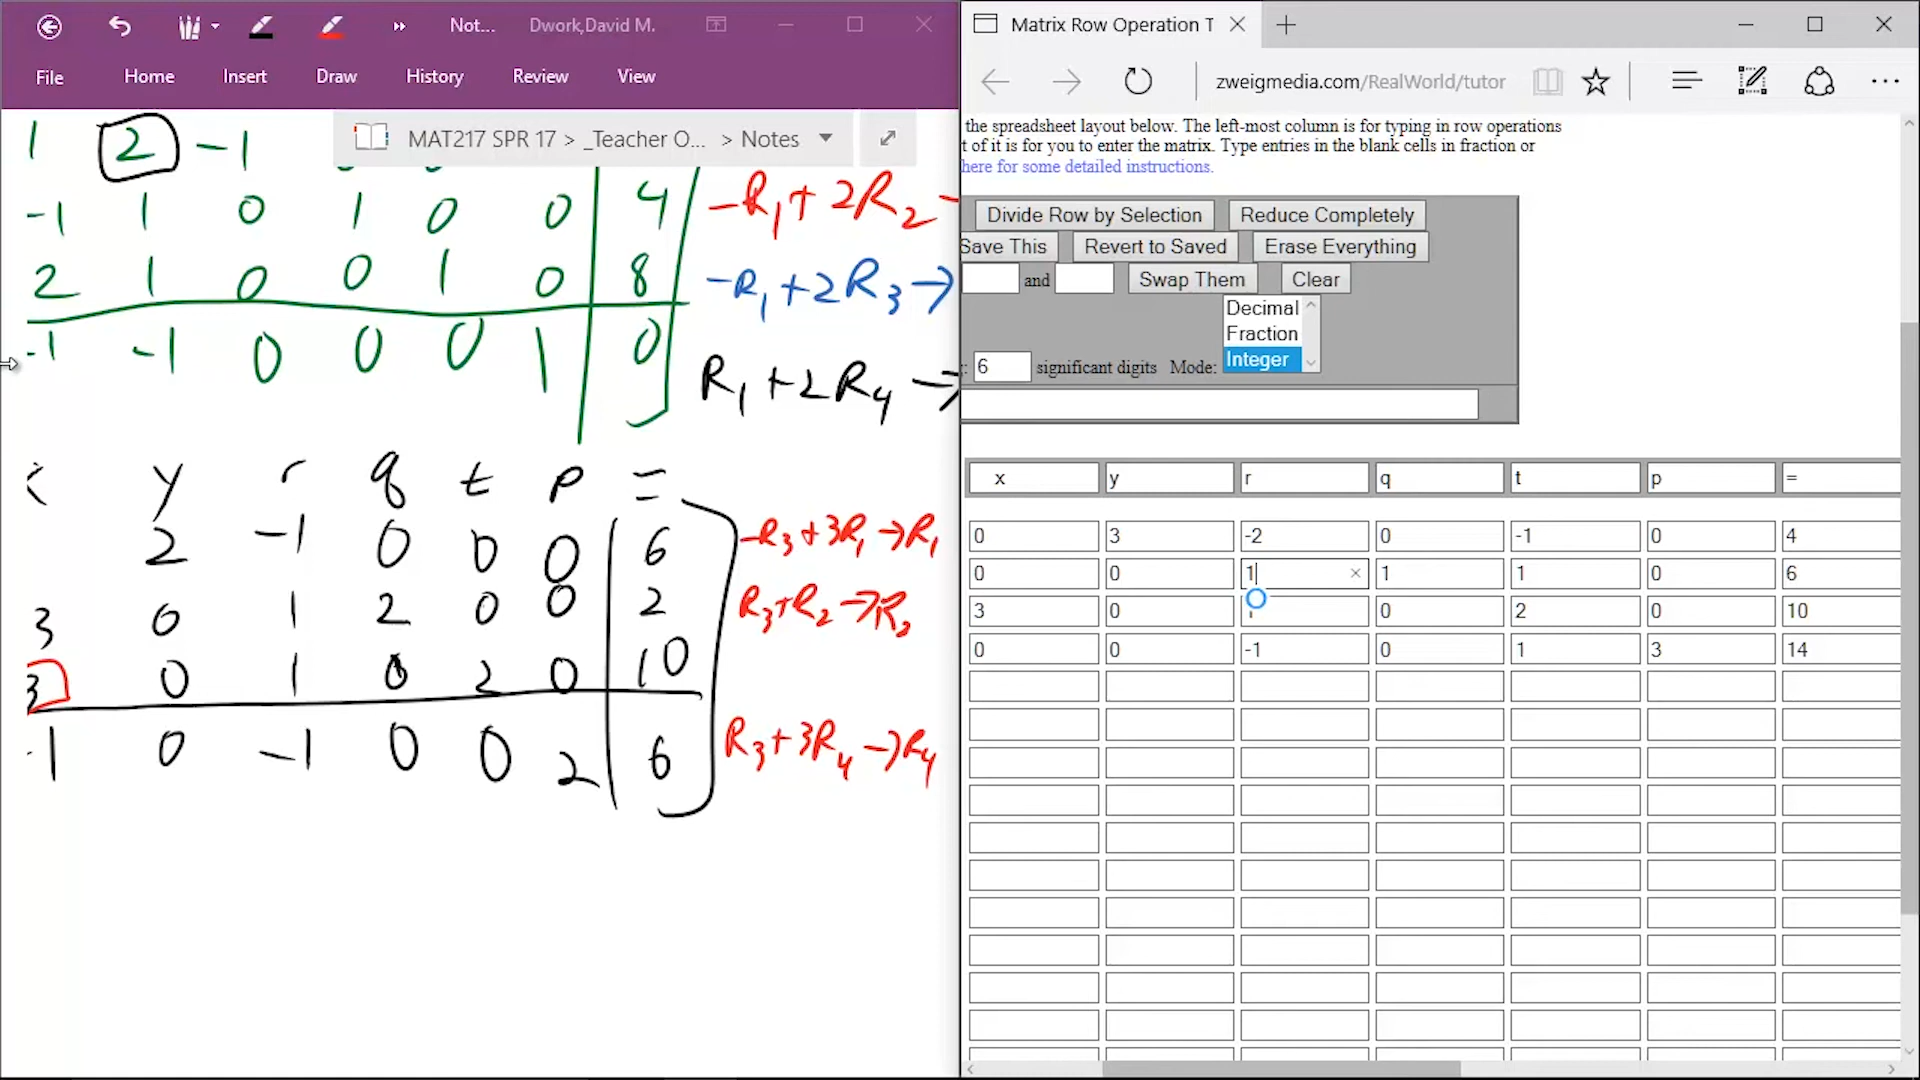 Not... Dwork,David M.
File Home Insert Draw History Review View
MAT217 SPR 17 > _Teacher O... > Notes
1 2 -1
-1 1 0 1 0 0 4 -R1+2R2
2 1 0 0 1 0 8 -R1+2R3→
-1 -1 0 0 0 1 0 R1+2R4→
y r q t p =
2 -1 0 0 0 6 -R3+3R1→R1
3 0 1 2 0 0 2 R3+R2→R2
3 0 1 0 2 0 10
-1 0 -1 0 0 2 6 R3+3R4→R4
Matrix Row Operation T
zweigmedia.com/RealWorld/tutor
the spreadsheet layout below. The left-most column is for typing in row operations
t of it is for you to enter the matrix. Type entries in the blank cells in fraction or
here for some detailed instructions.
Divide Row by Selection Reduce Completely
Save This Revert to Saved Erase Everything
and Swap Them Clear
Decimal
Fraction
Integer
: 6 significant digits Mode:
x y r q t p =
0 3 -2 0 -1 0 4
0 0 1 1 1 0 6
3 0 0 2 0 10
0 0 -1 0 1 3 14